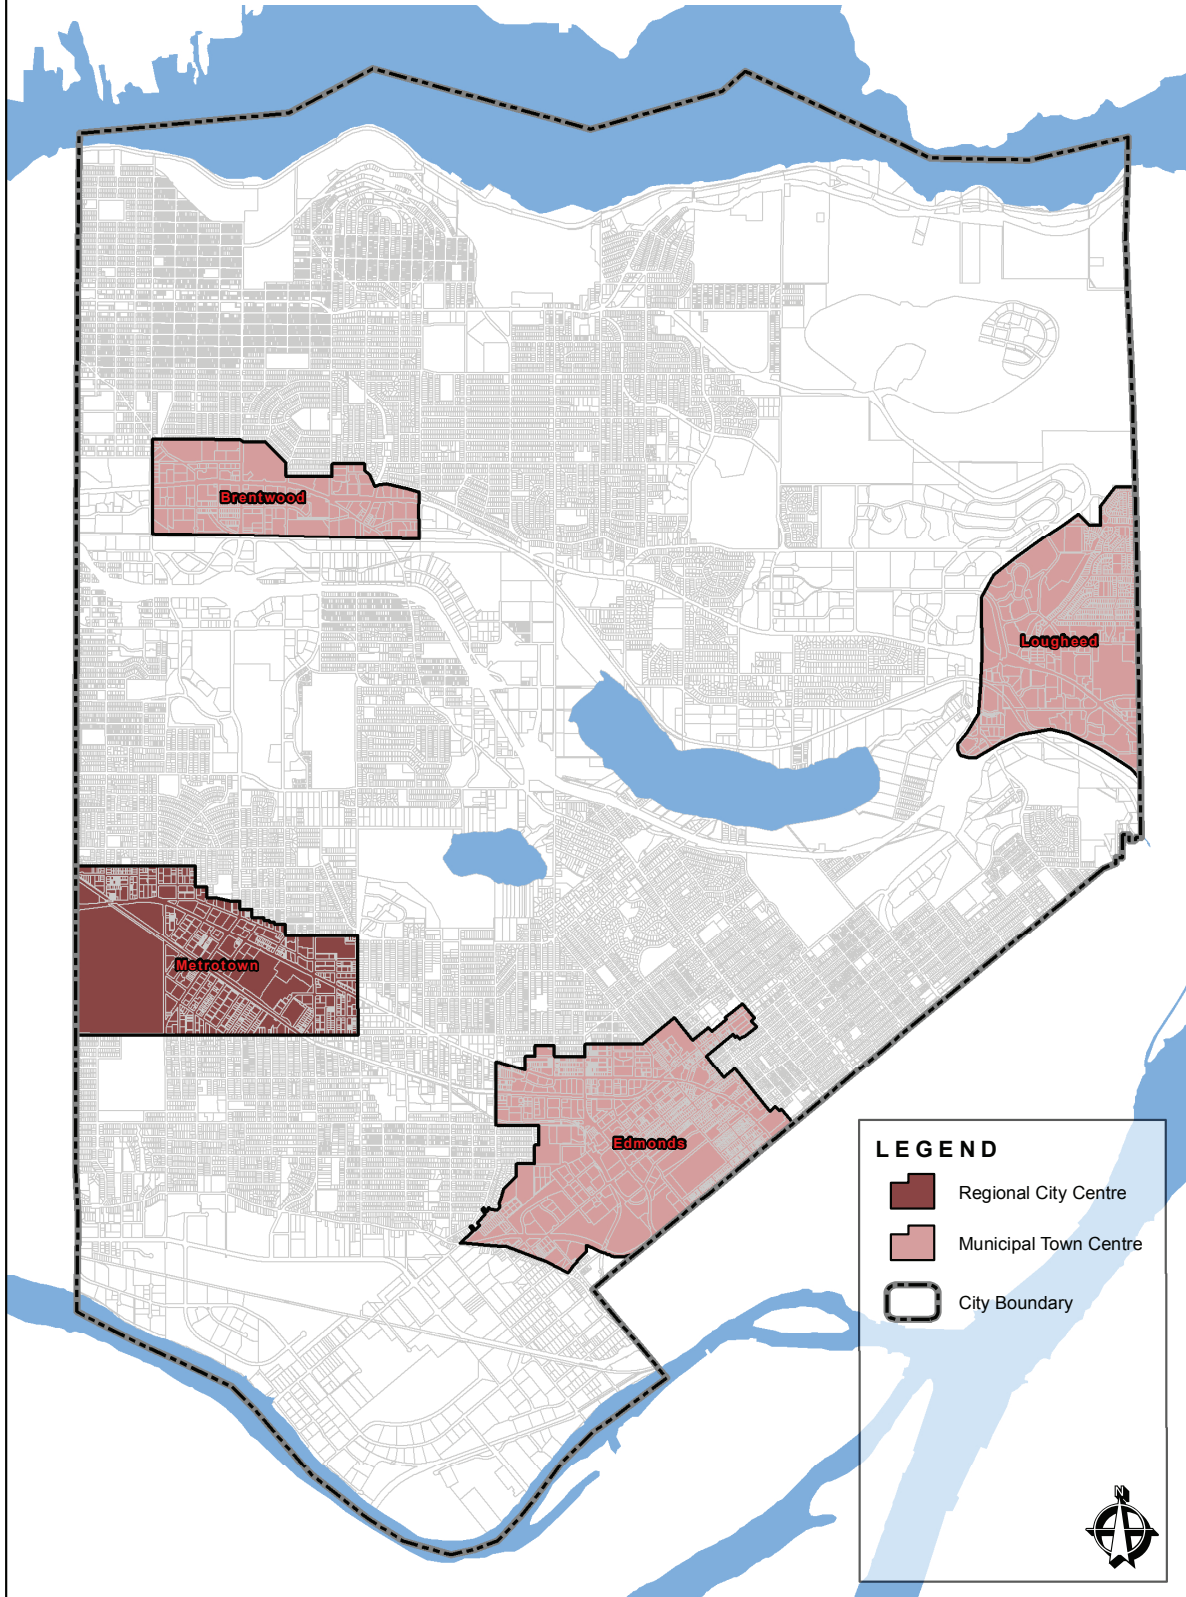 Brentwood
Lougheed
Metrotown
Edmonds
LEGEND
Regional City Centre
Municipal Town Centre
City Boundary
N